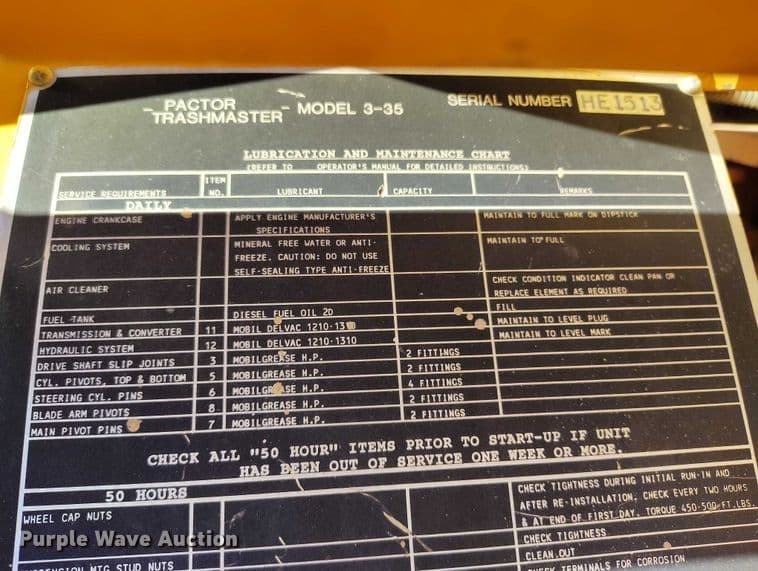 PACTOR
TRASHMASTER - MODEL 3-35 SERIAL NUMBER HE1513
LUBRICATION AND MAINTENANCE CHART
(REFER TO OPERATOR'S MANUAL FOR DETAILED INSTRUCTIONS)
SERVICE REQUIREMENTS ITEM NO. LUBRICANT CAPACITY REMARKS
DAILY
ENGINE CRANKCASE APPLY ENGINE MANUFACTURER'S MAINTAIN TO FULL MARK ON DIPSTICK
SPECIFICATIONS
COOLING SYSTEM MINERAL FREE WATER OR ANTI- MAINTAIN TO FULL
FREEZE. CAUTION: DO NOT USE
SELF-SEALING TYPE ANTI-FREEZE
AIR CLEANER CHECK CONDITION INDICATOR CLEAN PAN OR
REPLACE ELEMENT AS REQUIRED
FUEL TANK DIESEL FUEL OIL 2D FILL
TRANSMISSION & CONVERTER 11 MOBIL DELVAC 1210-1310 MAINTAIN TO LEVEL PLUG
HYDRAULIC SYSTEM 12 MOBIL DELVAC 1210-1310 MAINTAIN TO LEVEL MARK
DRIVE SHAFT SLIP JOINTS 3 MOBILGREASE H.P. 2 FITTINGS
CYL. PIVOTS, TOP & BOTTOM 5 MOBILGREASE H.P. 2 FITTINGS
STEERING CYL. PINS 6 MOBILGREASE H.P. 4 FITTINGS
BLADE ARM PIVOTS 8 MOBILGREASE H.P. 2 FITTINGS
MAIN PIVOT PINS 7 MOBILGREASE H.P. 2 FITTINGS
CHECK ALL "50 HOUR" ITEMS PRIOR TO START-UP IF UNIT
HAS BEEN OUT OF SERVICE ONE WEEK OR MORE.
50 HOURS
WHEEL CAP NUTS CHECK TIGHTNESS DURING INITIAL RUN-IN AND
AFTER RE-INSTALLATION. CHECK EVERY TWO HOURS
& AT END OF FIRST DAY. TORQUE 450-500 FT. LBS.
CHECK TIGHTNESS
CLEAN OUT
MTG STUD NUTS CHECK TERMINALS FOR CORROSION
Purple Wave Auction